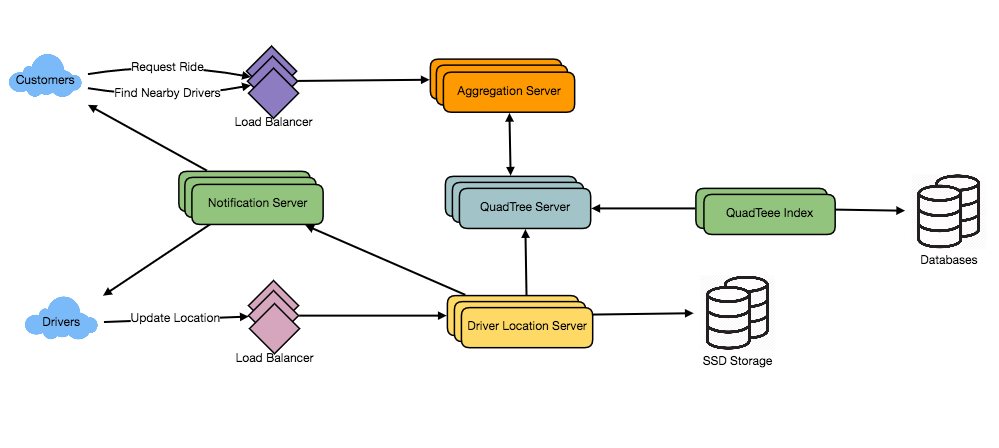 Request Ride
Customers
Find Nearby Drivers
Aggregation Server
Load Balancer
Notification Server
QuadTree Server
QuadTeee Index
Databases
Drivers
Update Location
Driver Location Server
Load Balancer
SSD Storage